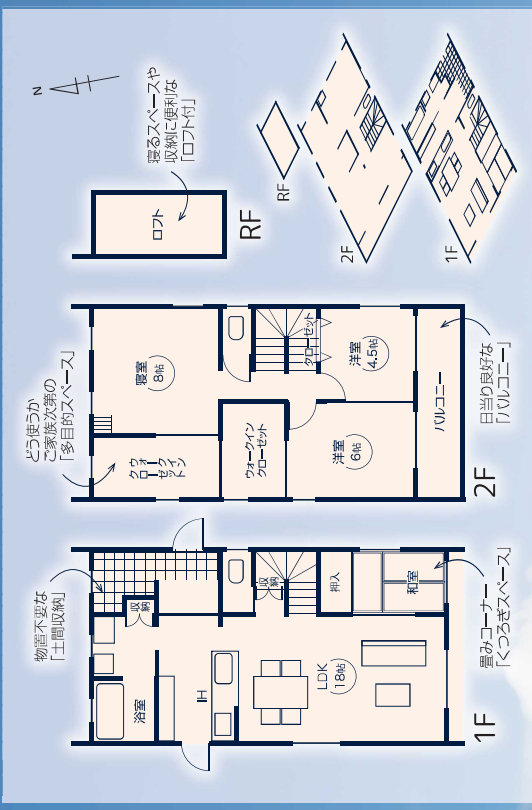 N
寝るスペースや
収納に便利な
「ロフト付」
ロフト
RF
RF
2F
1F
どう使うか
ご家族次第の
「多目的スペース」
寝室
8帖
ウォークイン
クローゼット
ウォークイン
クローゼット
クローゼット
洋室
4.5帖
洋室
6帖
バルコニー
日当り良好な
「バルコニー」
2F
物置不要な
「土間収納」
収納
浴室
IH
収納
押入
和室
LDK
18帖
畳みコーナー
「くつろぎスペース」
1F